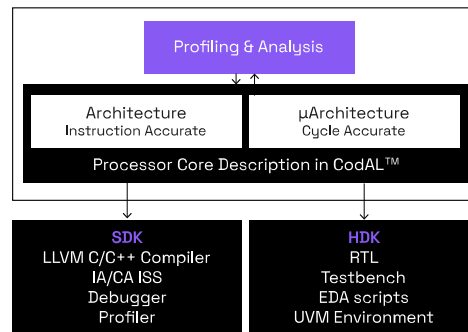 Profiling & Analysis
Architecture
Instruction Accurate
µArchitecture
Cycle Accurate
Processor Core Description in CodAL™
SDK
LLVM C/C++ Compiler
IA/CA ISS
Debugger
Profiler
HDK
RTL
Testbench
EDA scripts
UVM Environment